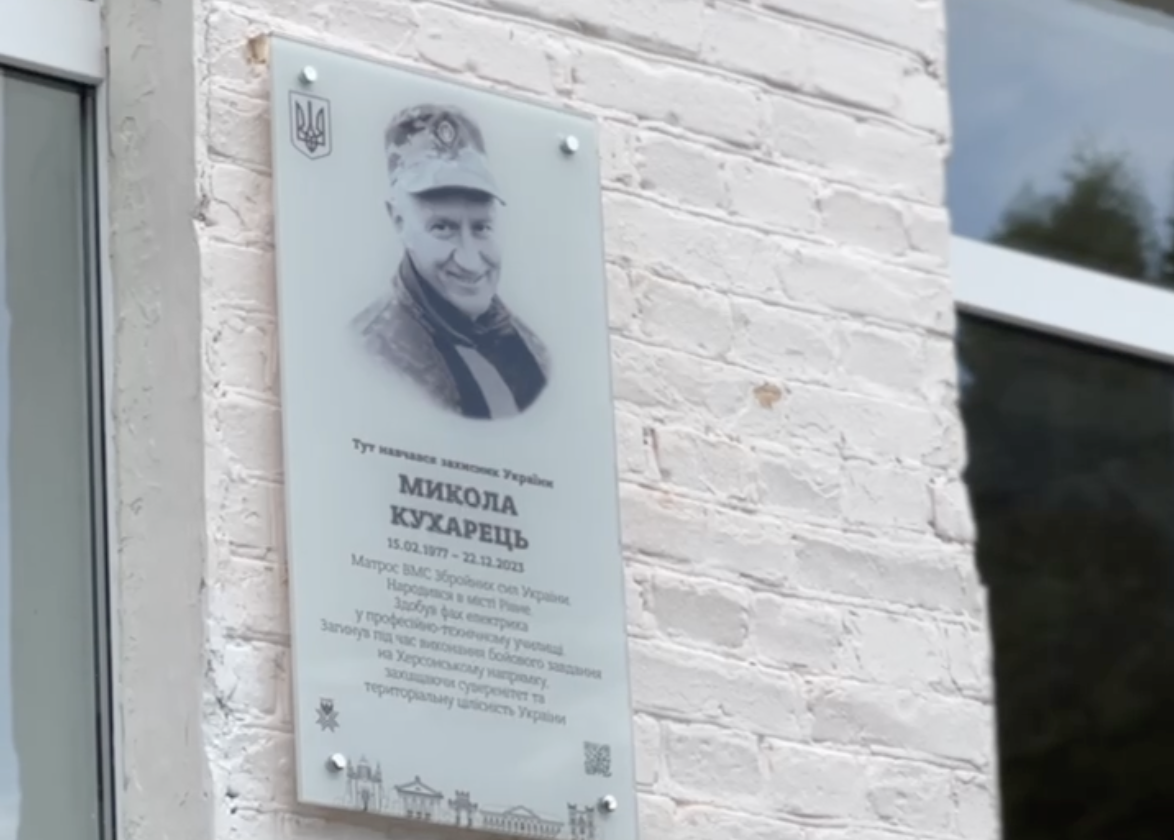 Тут навчався захисник України
МИКОЛА
КУХАРЕЦЬ
15.02.1977 – 22.12.2023
Матрос ВМС Збройних сил України.
Народився в місті Рівне.
Здобув фах електрика
у професійно-технічному училищі.
Загинув під час виконання бойового завдання
на Херсонському напрямку,
захищаючи суверенітет та
територіальну цілісність України